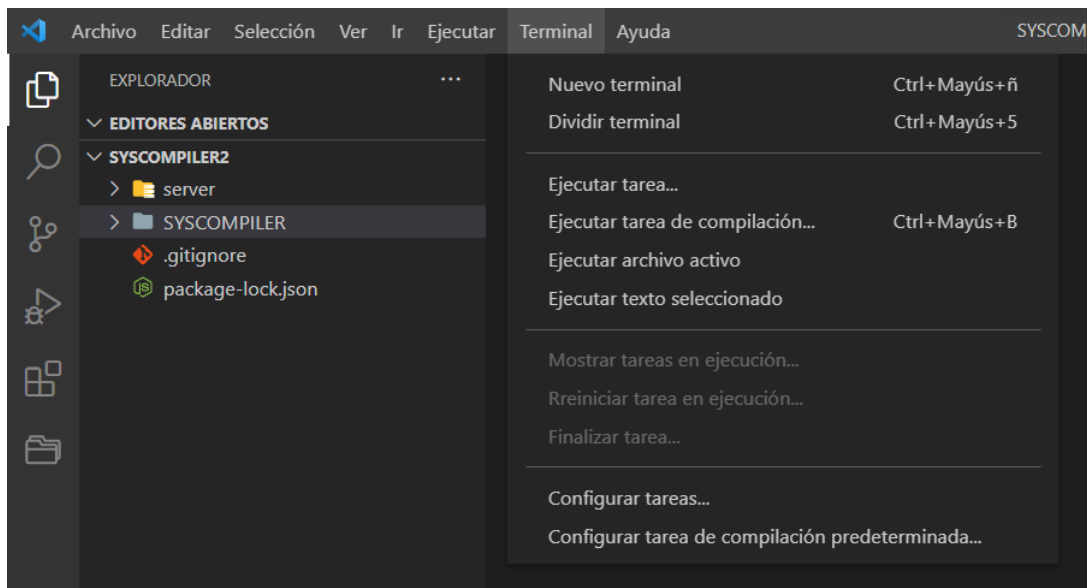 Archivo Editar Selección Ver Ir Ejecutar Terminal Ayuda SYSCOM
EXPLORADOR ...
EDITORES ABIERTOS
SYSCOMPILER2
server
SYSCOMPILER
.gitignore
JS package-lock.json
Nuevo terminal Ctrl+Mayús+ñ
Dividir terminal Ctrl+Mayús+5
Ejecutar tarea...
Ejecutar tarea de compilación... Ctrl+Mayús+B
Ejecutar archivo activo
Ejecutar texto seleccionado
Mostrar tareas en ejecución...
Rreiniciar tarea en ejecución...
Finalizar tarea...
Configurar tareas...
Configurar tarea de compilación predeterminada...